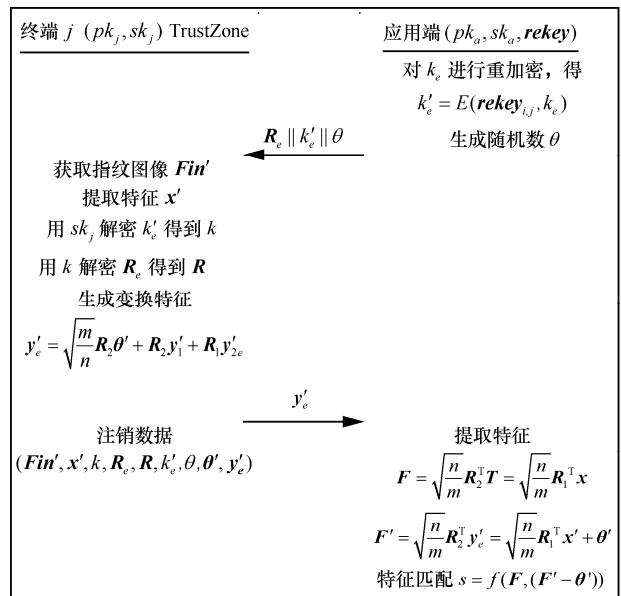 终端 j (pk_j, sk_j) TrustZone
应用端(pk_a, sk_a, rekey)
对 k_e 进行重加密，得
k'_e = E(rekey_{i,j}, k_e)
生成随机数 θ
R_e || k'_e || θ
获取指纹图像 Fin'
提取特征 x'
用 sk_j 解密 k'_e 得到 k
用 k 解密 R_e 得到 R
生成变换特征
y'_e = √(m/n) R_2θ' + R_2y'_1 + R_1y'_{2e}
y'_e
注销数据
(Fin', x', k, R_e, R, k'_e, θ, θ', y'_e)
提取特征
F = √(n/m) R_2^T T = √(n/m) R_1^T x
F' = √(n/m) R_2^T y'_e = √(n/m) R_1^T x' + θ'
特征匹配 s = f(F, (F' − θ'))